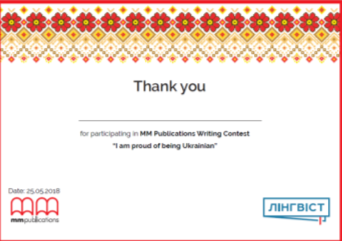 Thank you
for participating in MM Publications Writing Contest
"I am proud of being Ukrainian"
Date: 25.05.2018
mmpublications
ЛІНГВІСТ